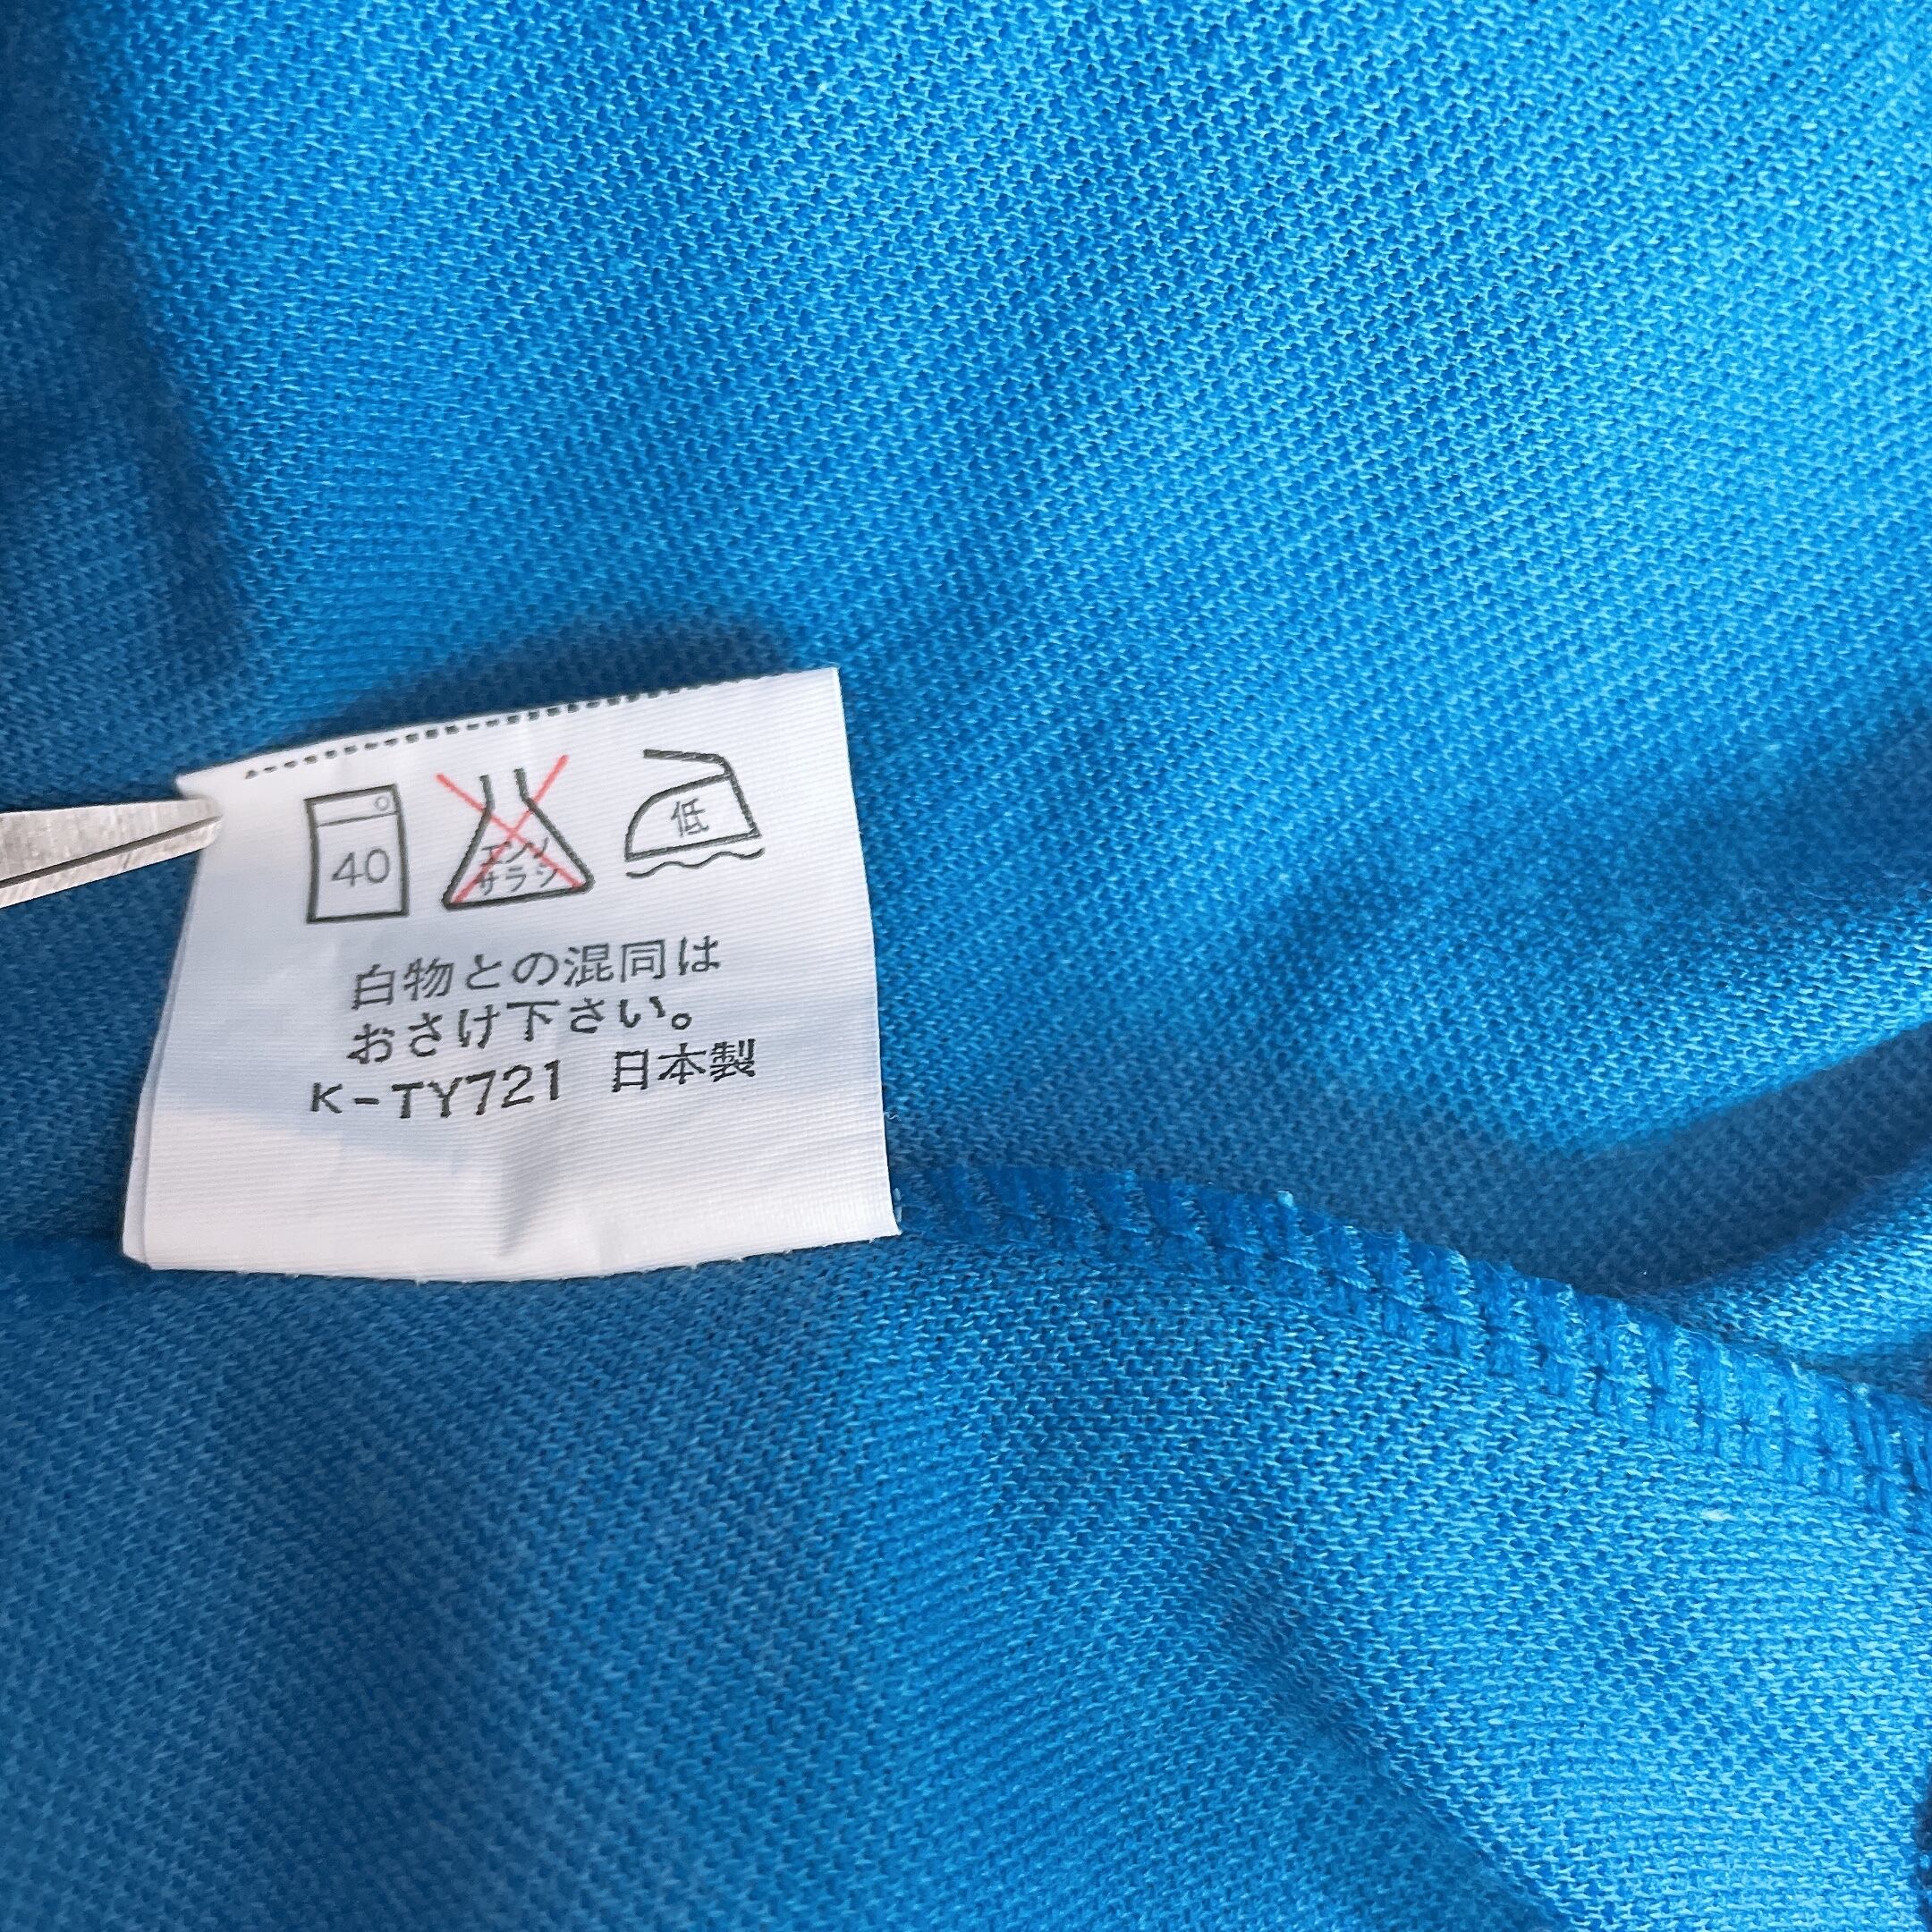 40
エンソ
サラシ
低
白物との混同は
おさけ下さい。
K-TY721 日本製